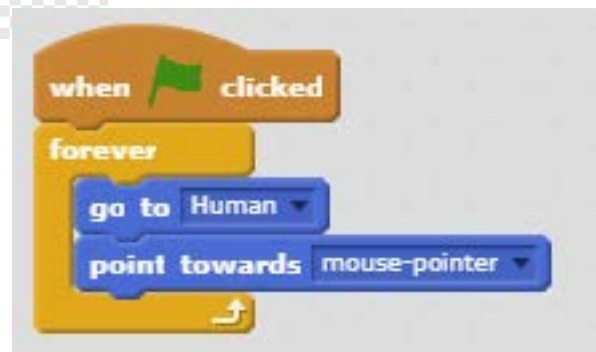 when clicked
forever
go to Human
point towards mouse-pointer